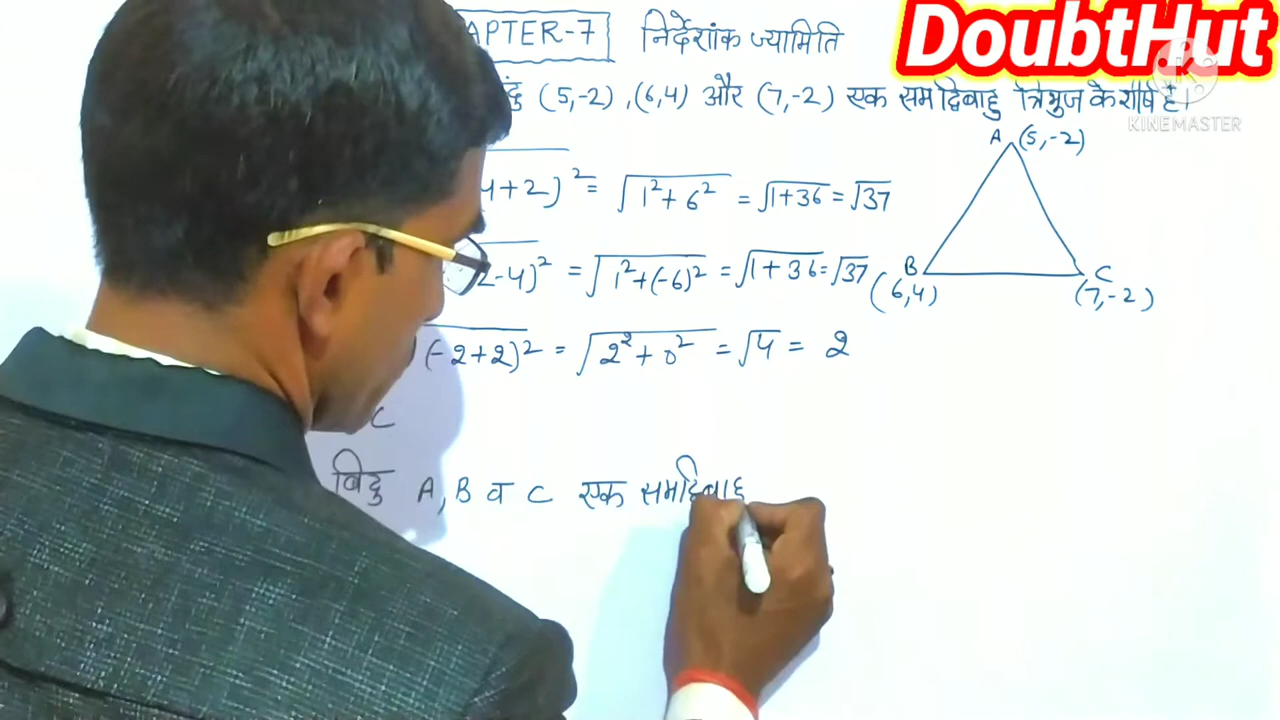 DoubtHut
KINEMASTER
APTER-7 निर्देशांक ज्यामिति
(5,-2) ,(6,4) और (7,-2) एक समद्विबाहु त्रिभुज के शीर्ष हैं।
A (5,-2)
4+2)² = √1²+6² = √1+36 = √37
2-4)² = √1²+(-6)² = √1+36 = √37
B (6,4)
C (7,-2)
(-2+2)² = √2²+0² = √4 = 2
C
बिंदु A,B व C एक समद्विबाहु